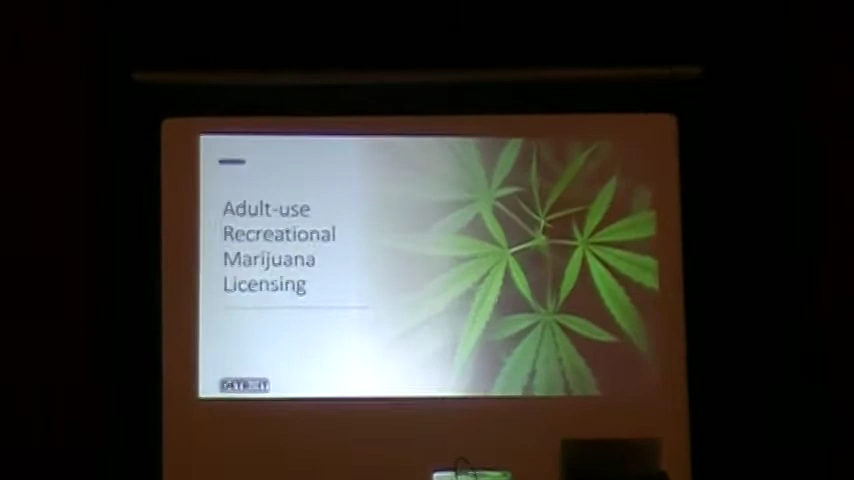 Adult-use
Recreational
Marijuana
Licensing
DETROIT